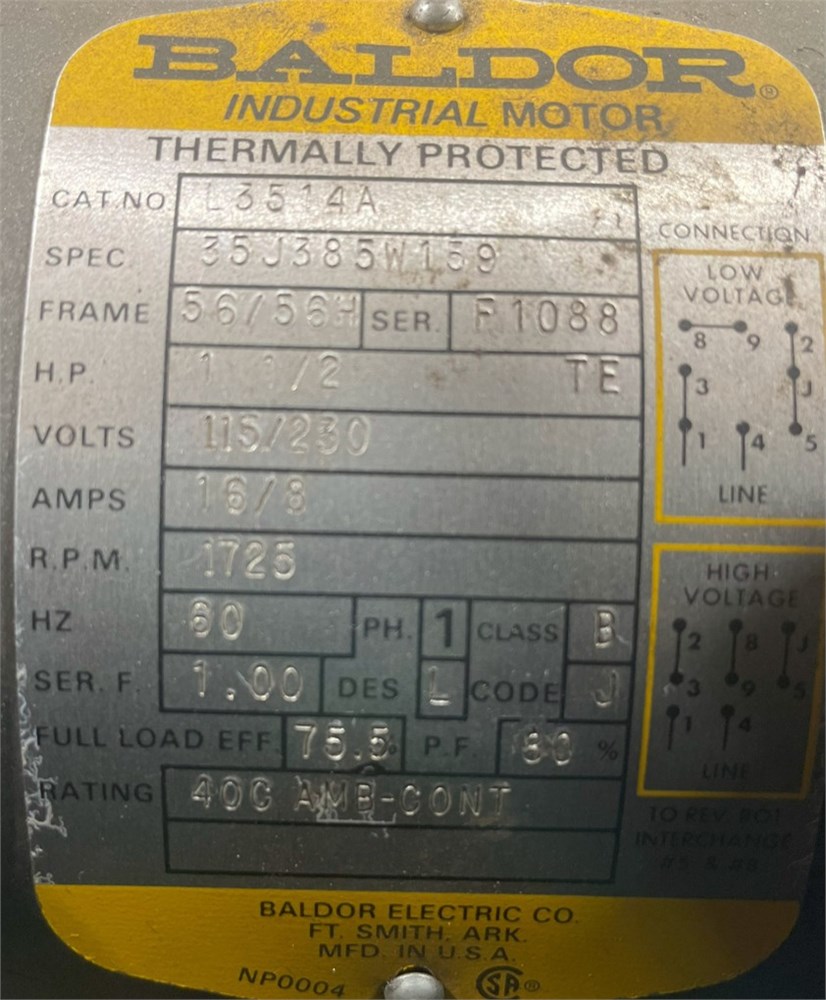 BALDOR®
INDUSTRIAL MOTOR
THERMALLY PROTECTED
CAT.NO L3514A
SPEC. 35J385W159
FRAME 56/56H SER. F1088
H.P. 1 1/2 TE
VOLTS 115/230
AMPS 16/8
R.P.M. 1725
HZ 60 PH. 1 CLASS B
SER. F. 1.00 DES L CODE J
FULL LOAD EFF. 75.5% P.F. 80 %
RATING 40C AMB-CONT
CONNECTION
LOW
VOLTAGE
8 9 2
3 J
1 4 5
LINE
HIGH
VOLTAGE
2 8 J
3 9 5
1 4
LINE
TO REV. ROT.
INTERCHANGE
#5 & #8
BALDOR ELECTRIC CO.
FT. SMITH, ARK.
MFD. IN U.S.A.
NP0004 SA®